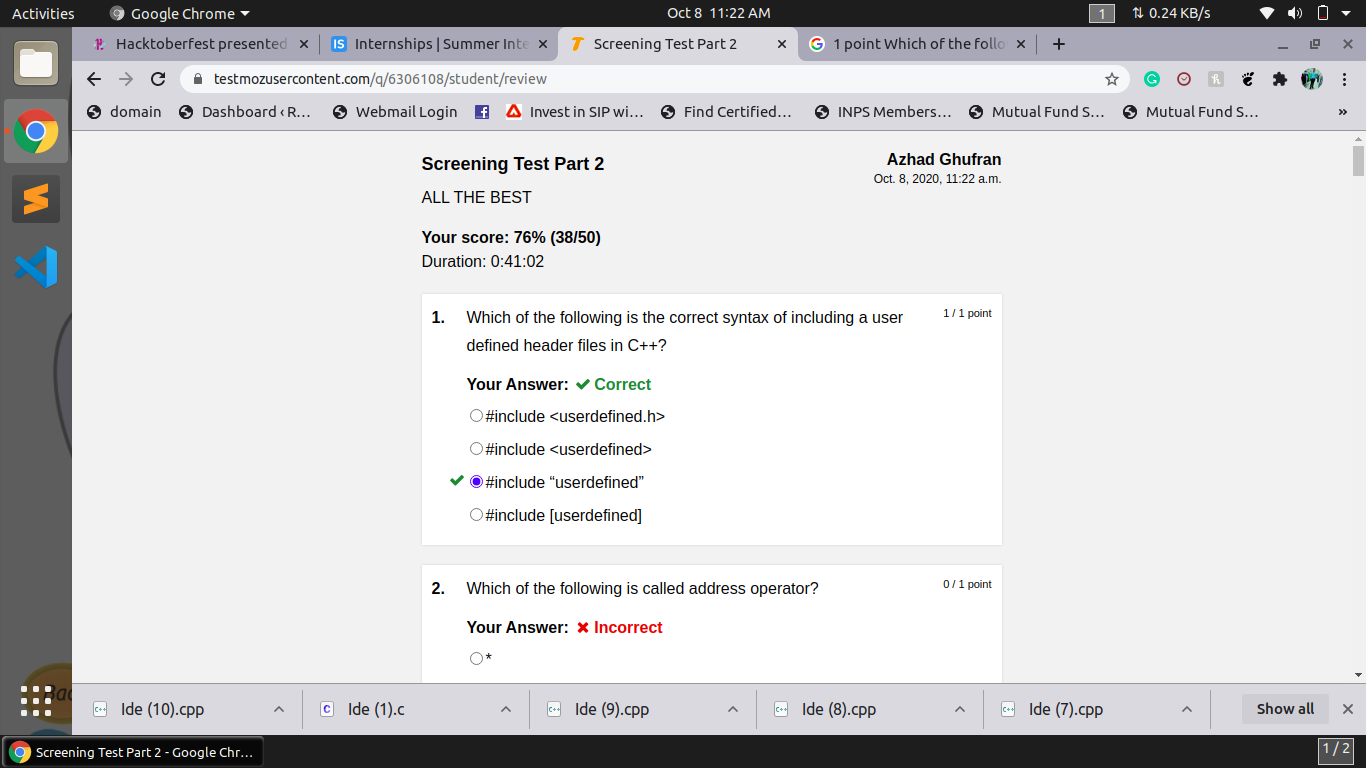 Activities
Google Chrome
Oct 8 11:22 AM
1
0.24 KB/s
Hacktoberfest presented
IS
Internships | Summer Inte
Screening Test Part 2
1 point Which of the follo
testmozusercontent.com/q/6306108/student/review
domain
Dashboard ‹ R...
Webmail Login
Invest in SIP wi...
Find Certified...
INPS Members...
Mutual Fund S...
Mutual Fund S...
»
Screening Test Part 2
Azhad Ghufran
Oct. 8, 2020, 11:22 a.m.
ALL THE BEST
Your score: 76% (38/50)
Duration: 0:41:02
1. Which of the following is the correct syntax of including a user
1 / 1 point
defined header files in C++?
Your Answer: ✔ Correct
#include <userdefined.h>
#include <userdefined>
#include “userdefined”
#include [userdefined]
2. Which of the following is called address operator?
0 / 1 point
Your Answer: ✖ Incorrect
*
Ide (10).cpp
Ide (1).c
Ide (9).cpp
Ide (8).cpp
Ide (7).cpp
Show all
Screening Test Part 2 - Google Chr...
1 / 2